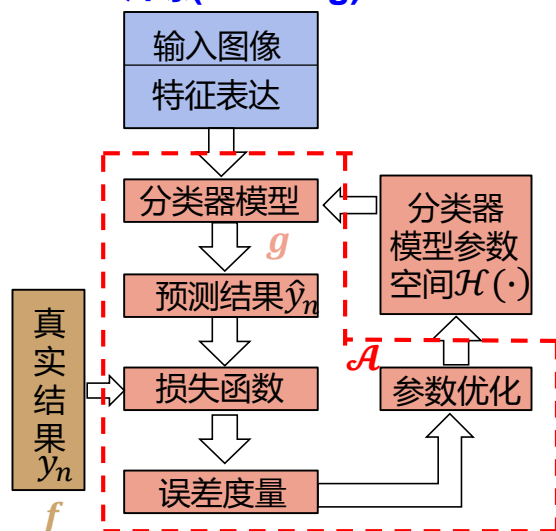 输入图像
特征表达
分类器模型
g
分类器
模型参数
空间ℋ(·)
预测结果ŷₙ
真
实
结
果
yₙ
f
损失函数
𝒜
参数优化
误差度量